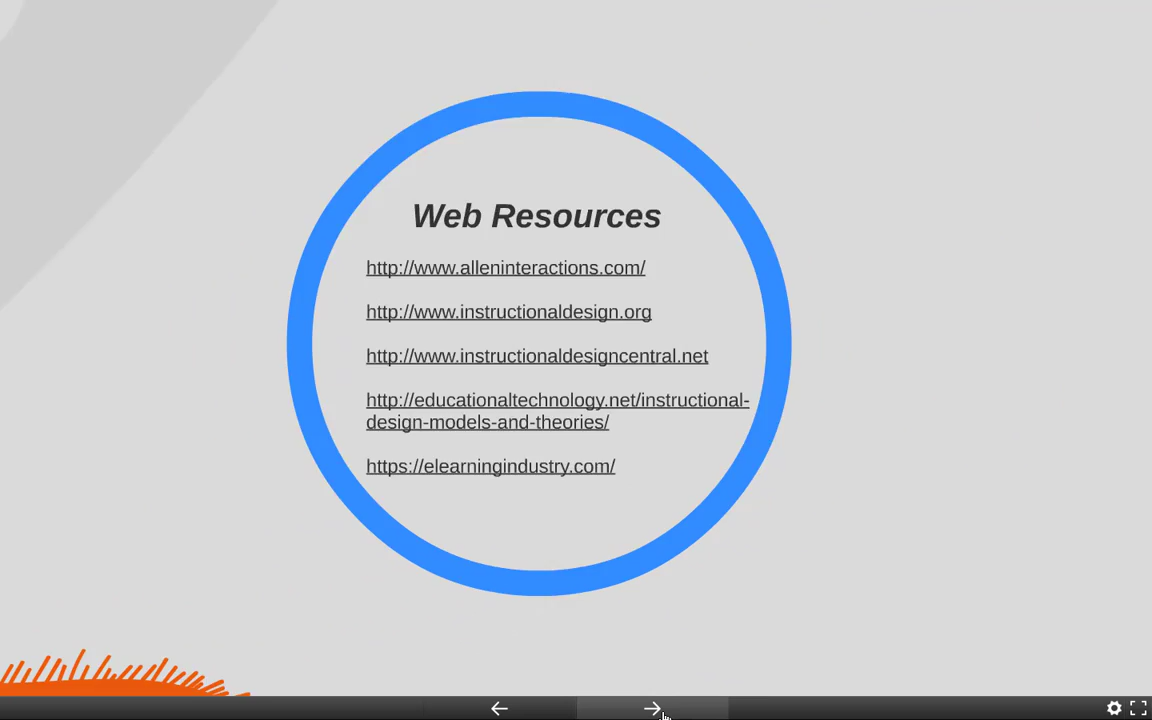 Web Resources
http://www.alleninteractions.com/
http://www.instructionaldesign.org
http://www.instructionaldesigncentral.net
http://educationaltechnology.net/instructional-
design-models-and-theories/
https://elearningindustry.com/